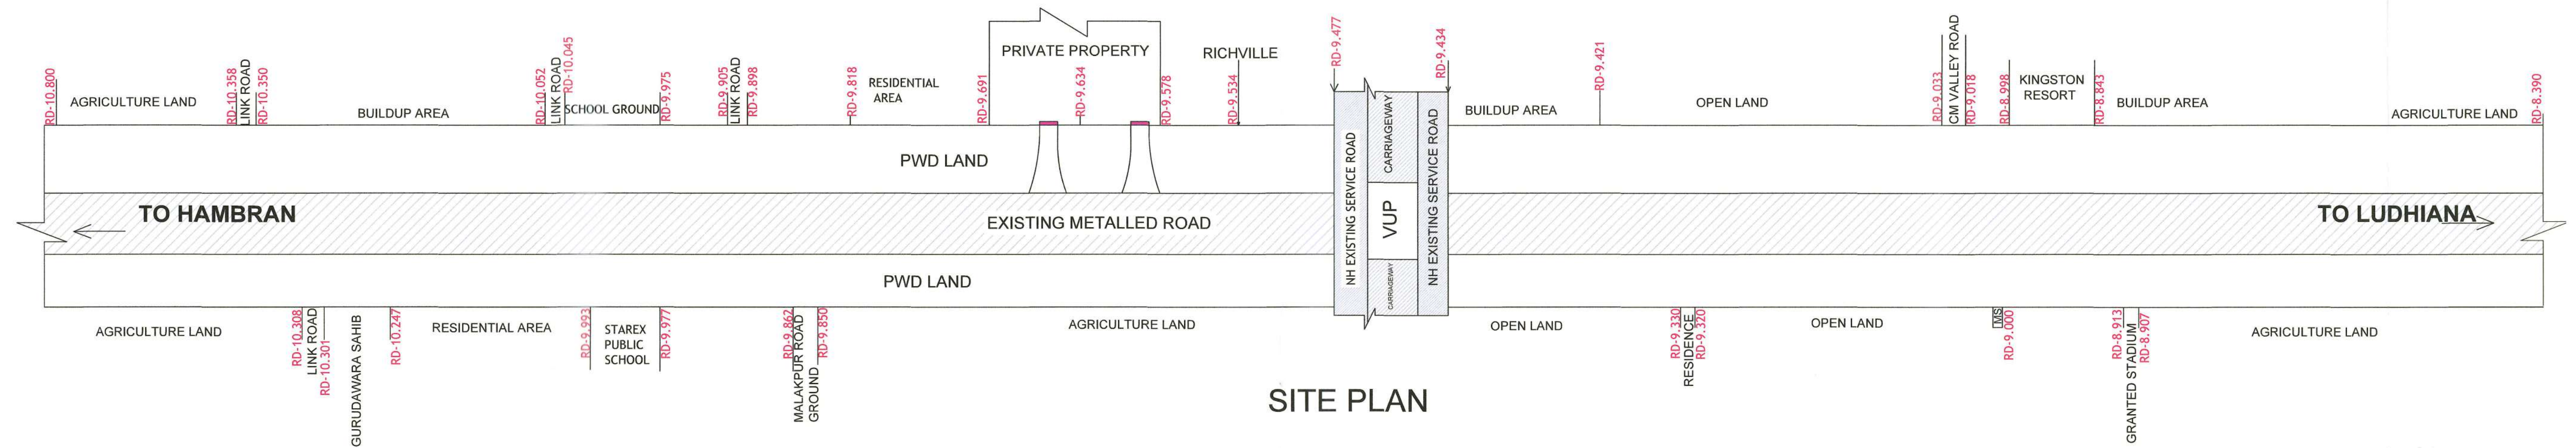 RD-10.800
AGRICULTURE LAND
RD-10.358
LINK ROAD
RD-10.350
BUILDUP AREA
RD-10.052
LINK ROAD
RD-10.045
SCHOOL GROUND
RD-9.975
RD-9.905
LINK ROAD
RD-9.898
RD-9.818
RESIDENTIAL
AREA
RD-9.691
PRIVATE PROPERTY
RD-9.634
RD-9.578
RICHVILLE
RD-9.534
RD-9.477
RD-9.434
BUILDUP AREA
RD-9.421
OPEN LAND
RD-9.033
CM VALLEY ROAD
RD-9.018
RD-8.998
KINGSTON
RESORT
RD-8.843
BUILDUP AREA
AGRICULTURE LAND
RD-8.390
PWD LAND
NH EXISTING SERVICE ROAD
CARRIAGEWAY
VUP
CARRIAGEWAY
NH EXISTING SERVICE ROAD
TO HAMBRAN
EXISTING METALLED ROAD
TO LUDHIANA
PWD LAND
AGRICULTURE LAND
RD-10.308
LINK ROAD
RD-10.301
GURUDAWARA SAHIB
RD-10.247
RESIDENTIAL AREA
RD-9.993
STAREX
PUBLIC
SCHOOL
RD-9.977
RD-9.862
MALAKPUR ROAD
GROUND
RD-9.850
AGRICULTURE LAND
OPEN LAND
RD-9.330
RESIDENCE
RD-9.320
OPEN LAND
MS
RD-9.000
RD-8.913
GRANTED STADIUM
RD-8.907
AGRICULTURE LAND
SITE PLAN